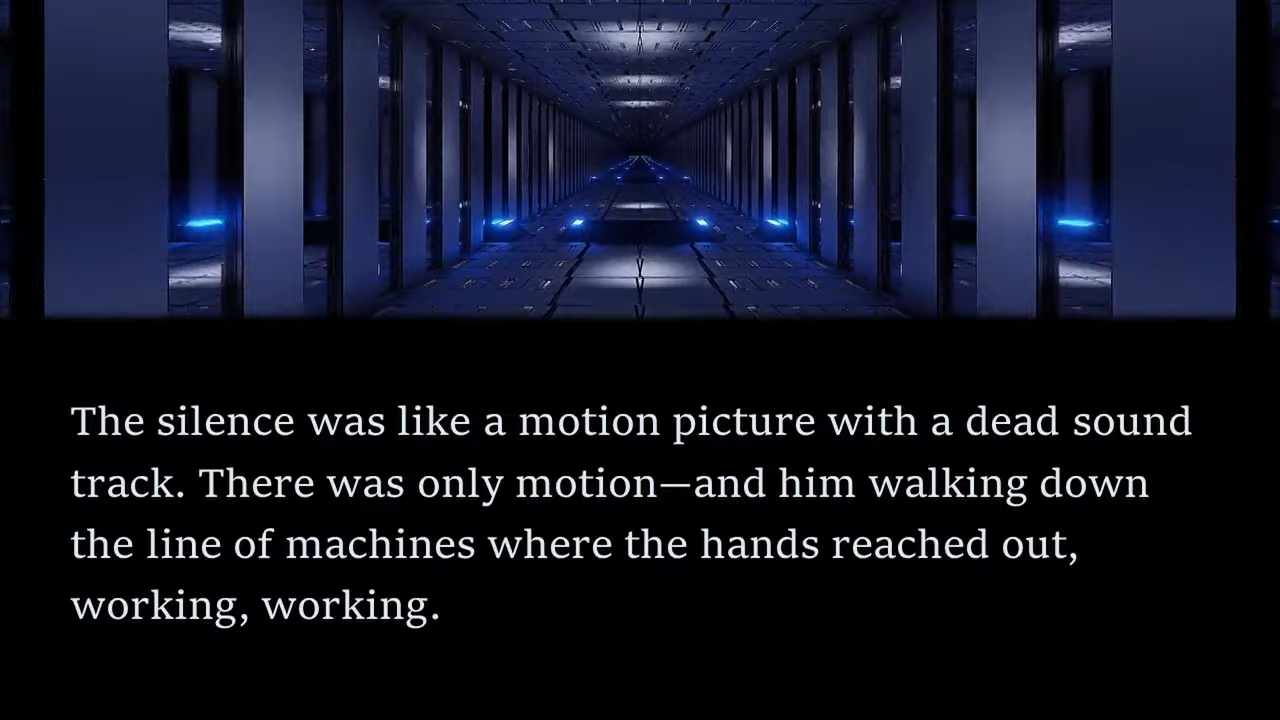 The silence was like a motion picture with a dead sound
track. There was only motion—and him walking down
the line of machines where the hands reached out,
working, working.